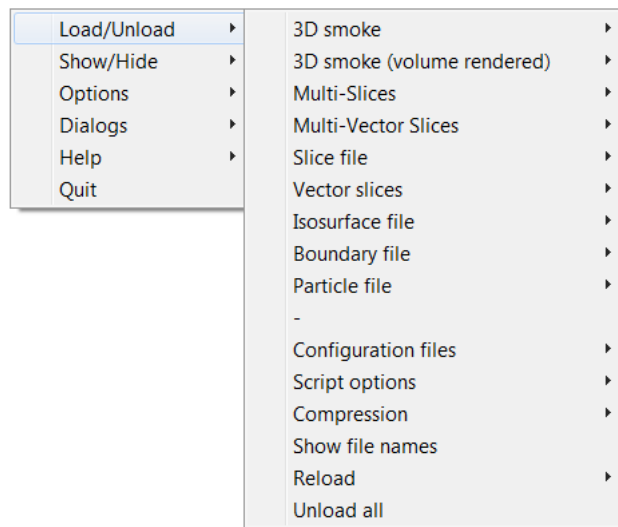 Load/Unload
Show/Hide
Options
Dialogs
Help
Quit
3D smoke
3D smoke (volume rendered)
Multi-Slices
Multi-Vector Slices
Slice file
Vector slices
Isosurface file
Boundary file
Particle file
-
Configuration files
Script options
Compression
Show file names
Reload
Unload all